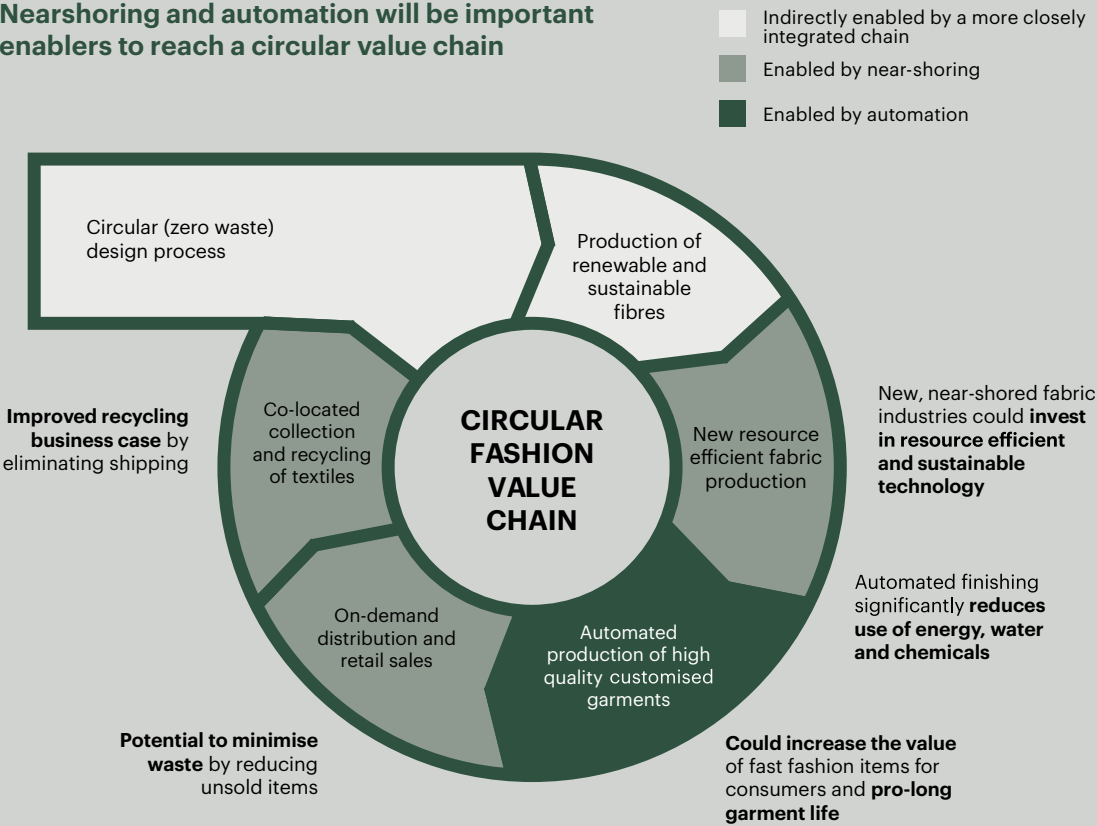 Nearshoring and automation will be important
enablers to reach a circular value chain
Indirectly enabled by a more closely
integrated chain
Enabled by near-shoring
Enabled by automation
Circular (zero waste)
design process
Production of
renewable and
sustainable
fibres
New resource
efficient fabric
production
New, near-shored fabric
industries could invest
in resource efficient
and sustainable
technology
Automated finishing
significantly reduces
use of energy, water
and chemicals
Automated
production of high
quality customised
garments
Could increase the value
of fast fashion items for
consumers and pro-long
garment life
On-demand
distribution and
retail sales
Potential to minimise
waste by reducing
unsold items
Co-located
collection
and recycling
of textiles
Improved recycling
business case by
eliminating shipping
CIRCULAR
FASHION
VALUE
CHAIN